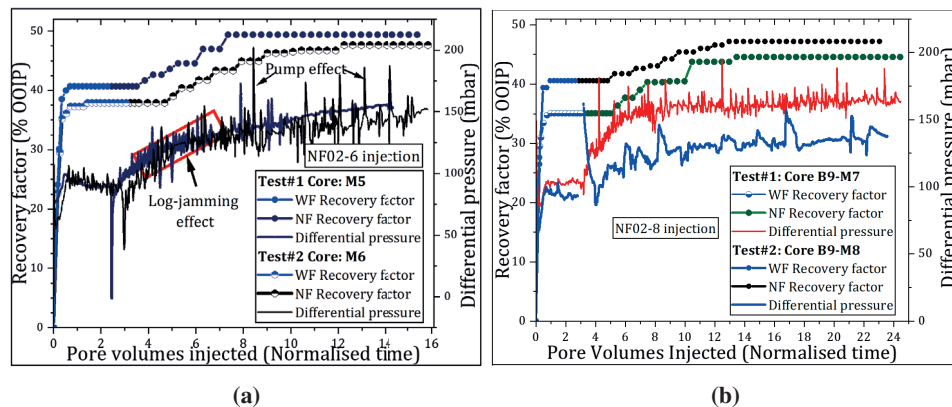 (a)
50
40
30
20
30
10
0
Recovery factor (% OOIP)
200
150
100
50
0
Differential pressure (mbar)
Pump effect
NF02-6 injection
Log-jamming
effect
Test#1 Core: M5
WF Recovery factor
NF Recovery factor
Differential pressure
Test#2 Core: M6
WF Recovery factor
NF Recovery factor
Differential pressure
0 2 4 6 8 10 12 14 16
Pore volumes injected (Normalised time)
(a)
(b)
50
40
30
20
30
10
0
Recovery factor (% OOIP)
200
150
100
50
0
Differential pressure (mbar)
NF02-8 injection
Test#1: Core B9-M7
WF Recovery factor
NF Recovery factor
Differential pressure
Test#2: Core B9-M8
WF Recovery factor
NF Recovery factor
Differential pressure
0 2 4 6 8 10 12 14 16 18 20 22 24
Pore Volumes Injected (Normalised time)
(b)